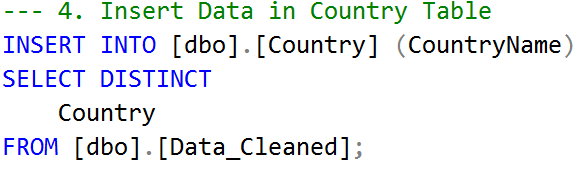 --- 4. Insert Data in Country Table
INSERT INTO [dbo].[Country] (CountryName)
SELECT DISTINCT
    Country
FROM [dbo].[Data_Cleaned];